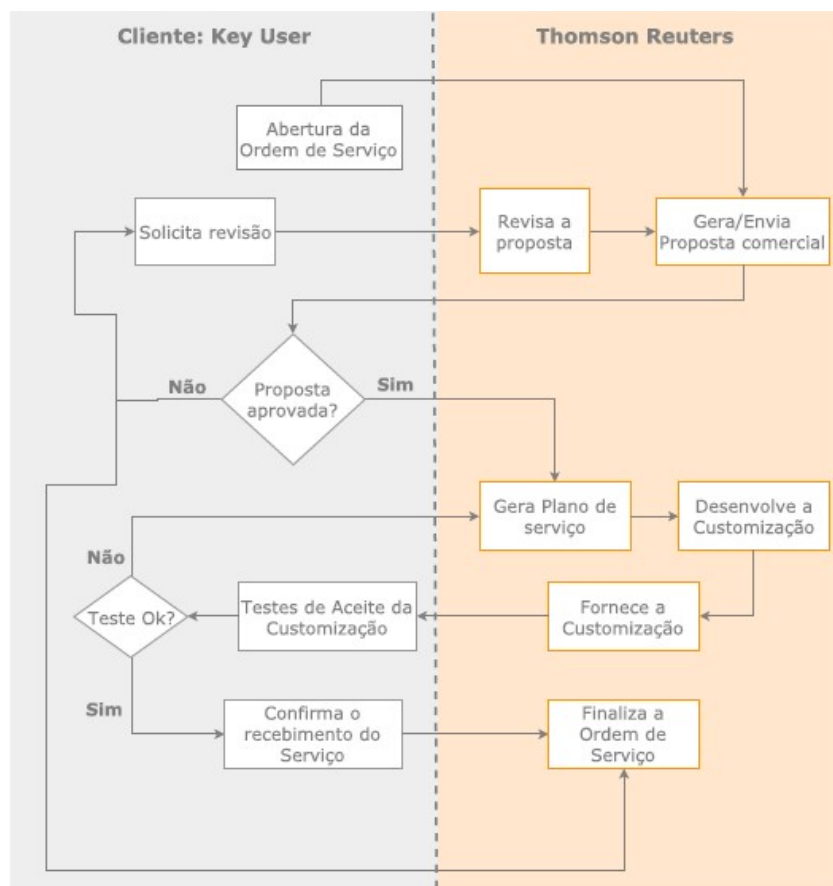 Cliente: Key User
Thomson Reuters
Abertura da
Ordem de Serviço
Solicita revisão
Revisa a
proposta
Gera/Envia
Proposta comercial
Não
Proposta
aprovada?
Sim
Gera Plano de
serviço
Desenvolve a
Customização
Não
Teste Ok?
Testes de Aceite da
Customização
Fornece a
Customização
Sim
Confirma o
recebimento do
Serviço
Finaliza a
Ordem de
Serviço